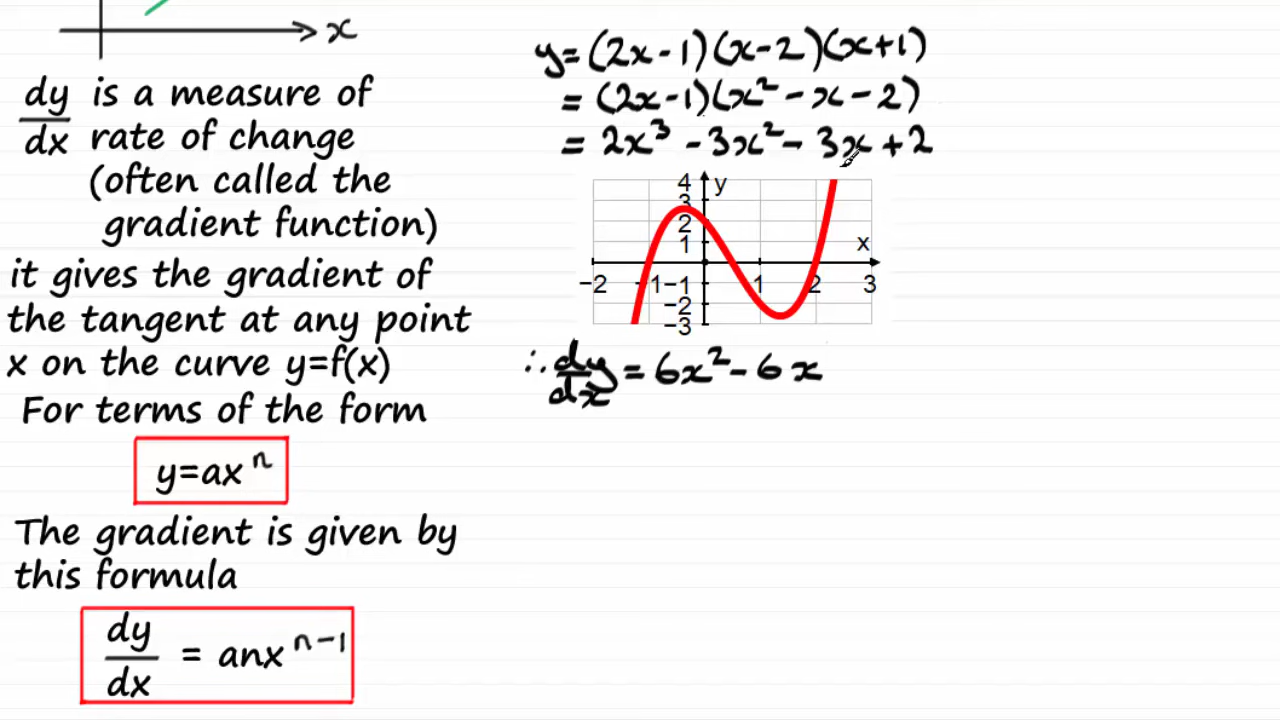 x
dy/dx is a measure of
rate of change
(often called the
gradient function)
it gives the gradient of
the tangent at any point
x on the curve y=f(x)
For terms of the form
y=axⁿ
The gradient is given by
this formula
dy/dx = anxⁿ⁻¹
y=(2x-1)(x-2)(x+1)
=(2x-1)(x²-x-2)
=2x³-3x²-3x+2
4 y
3
2
1 x
−2 −1 −1 1 2 3
−2
−3
∴dy/dx=6x²-6x